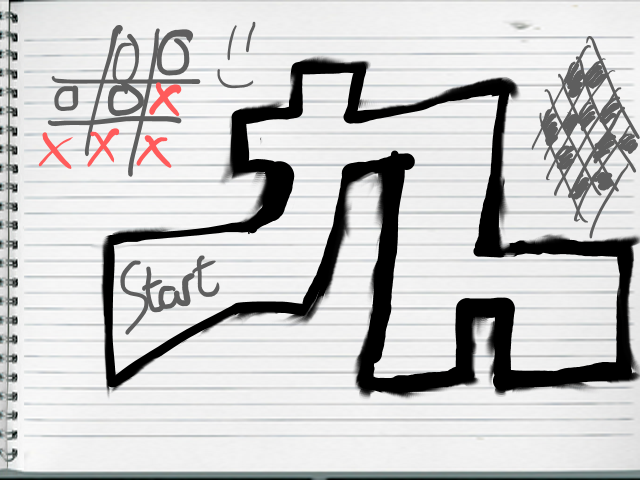 O O
O O X
X X X
Start